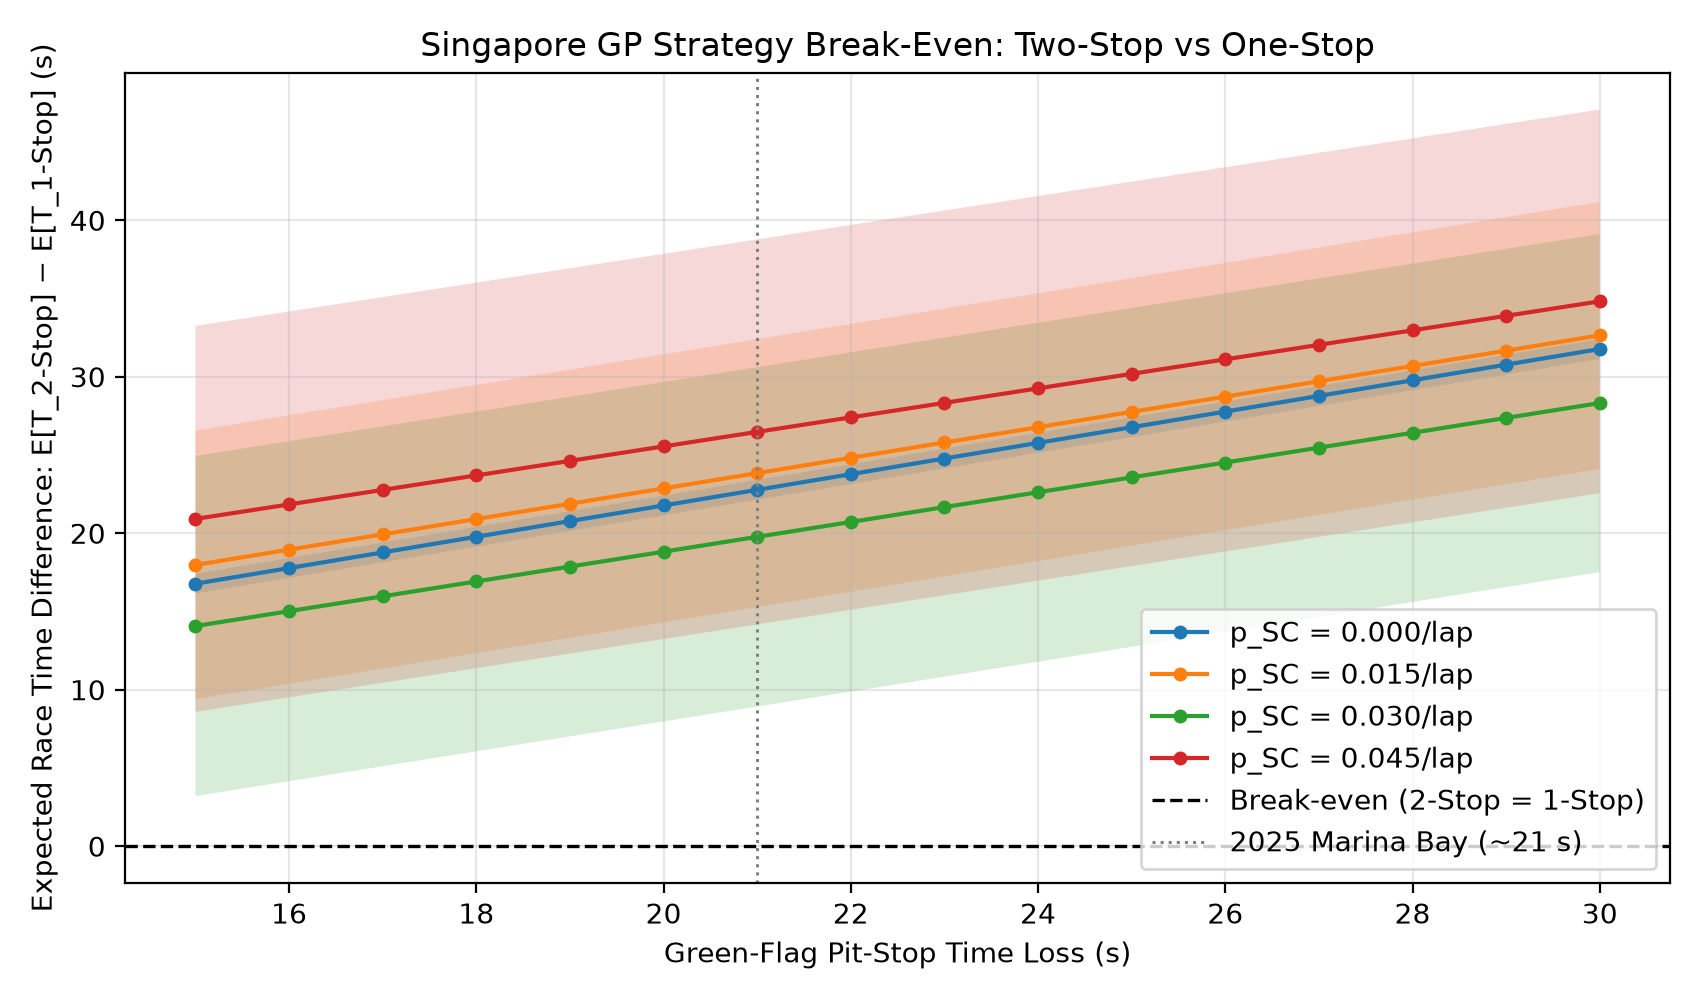 Singapore GP Strategy Break-Even: Two-Stop vs One-Stop
Expected Race Time Difference: E[T_2-Stop] − E[T_1-Stop] (s)
40
30
20
10
0
p_SC = 0.000/lap
p_SC = 0.015/lap
p_SC = 0.030/lap
p_SC = 0.045/lap
Break-even (2-Stop = 1-Stop)
2025 Marina Bay (~21 s)
16 18 20 22 24 26 28 30
Green-Flag Pit-Stop Time Loss (s)